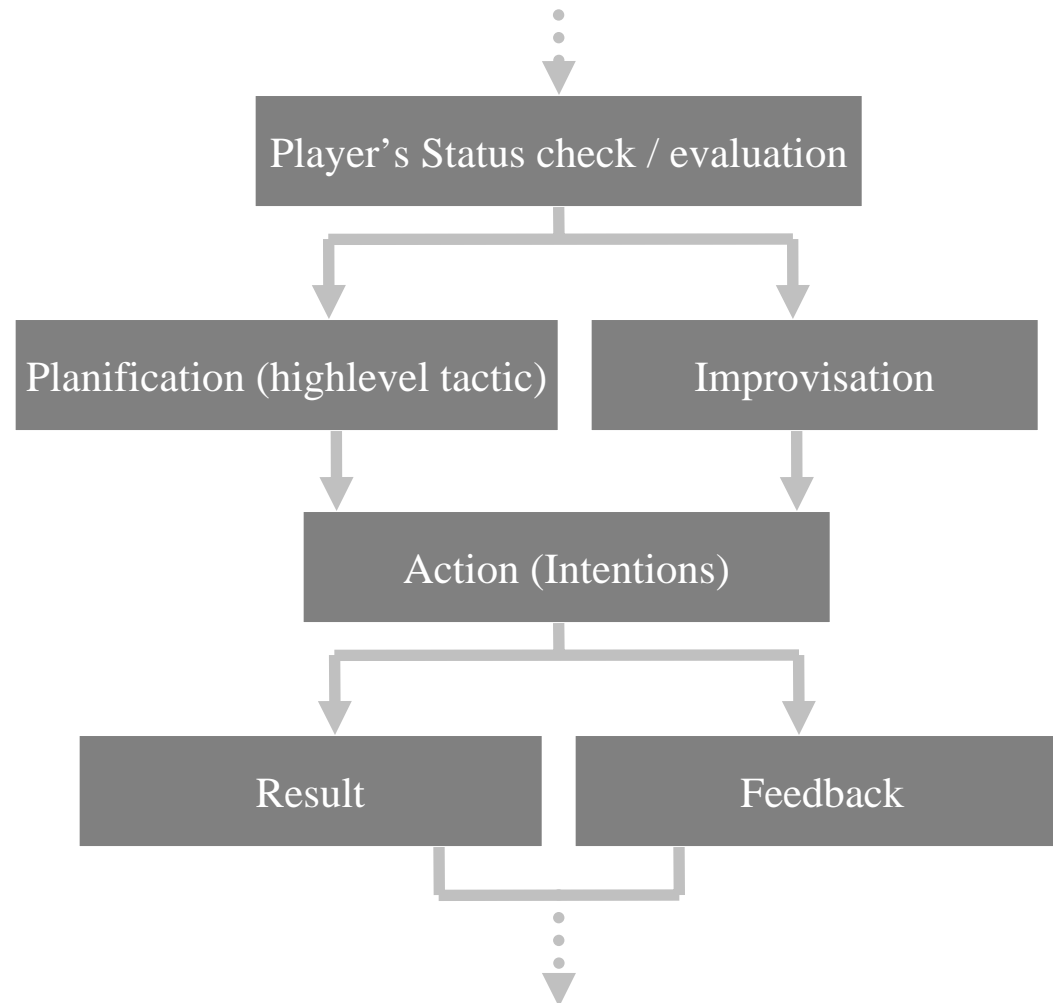 Player’s Status check / evaluation
Planification (highlevel tactic)
Improvisation
Action (Intentions)
Result
Feedback